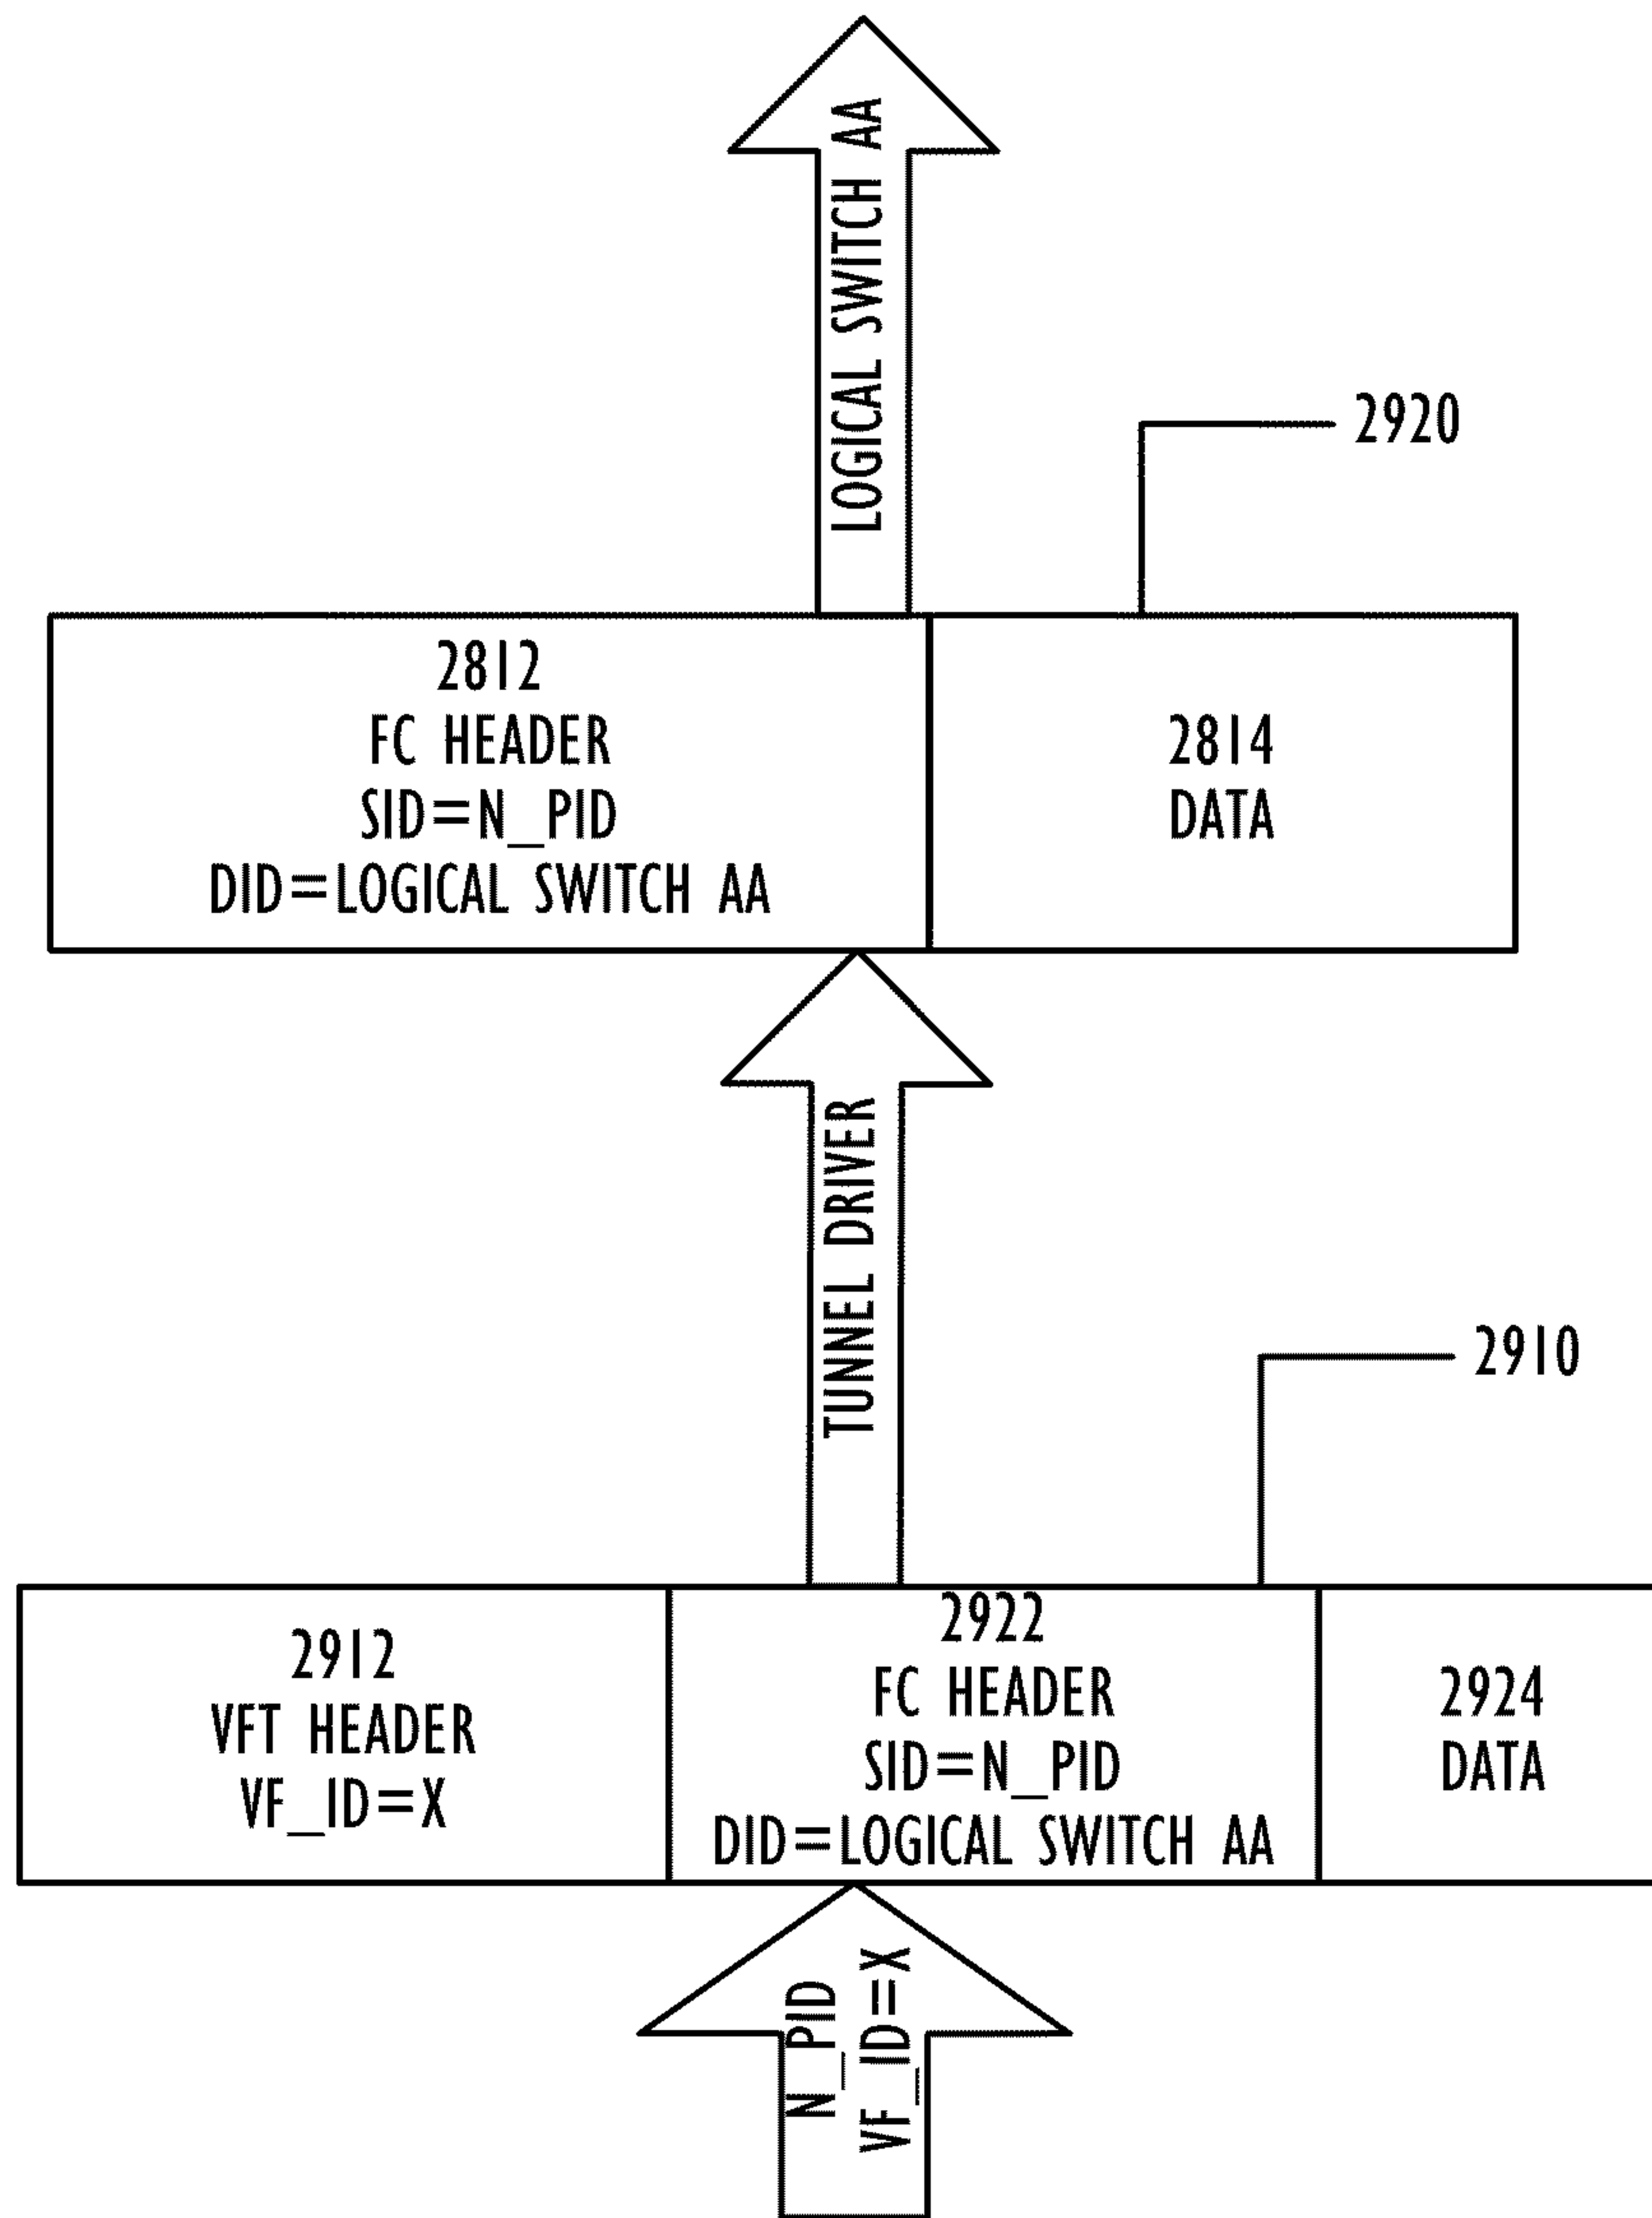 LOGICAL SWITCH AA
2920
2812
FC HEADER
SID=N_PID
DID=LOGICAL SWITCH AA
2814
DATA
TUNNEL DRIVER
2910
2912
VFT HEADER
VF_ID=X
2922
FC HEADER
SID=N_PID
DID=LOGICAL SWITCH AA
2924
DATA
N_PID
VF_ID=X